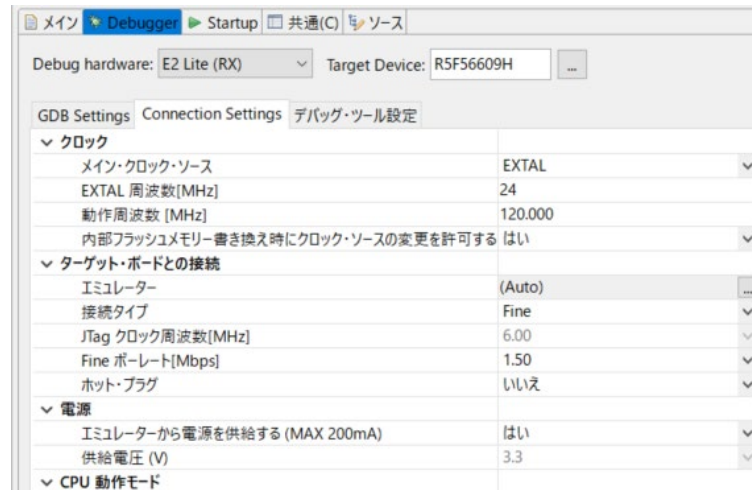 メイン Debugger Startup 共通(C) ソース
Debug hardware: E2 Lite (RX) Target Device: R5F56609H ...
GDB Settings Connection Settings デバッグ・ツール設定
クロック
メイン・クロック・ソース EXTAL
EXTAL 周波数[MHz] 24
動作周波数 [MHz] 120.000
内部フラッシュメモリー書き換え時にクロック・ソースの変更を許可する はい
ターゲット・ボードとの接続
エミュレーター (Auto) ...
接続タイプ Fine
JTag クロック周波数[MHz] 6.00
Fine ボーレート[Mbps] 1.50
ホット・プラグ いいえ
電源
エミュレーターから電源を供給する (MAX 200mA) はい
供給電圧 (V) 3.3
CPU 動作モード